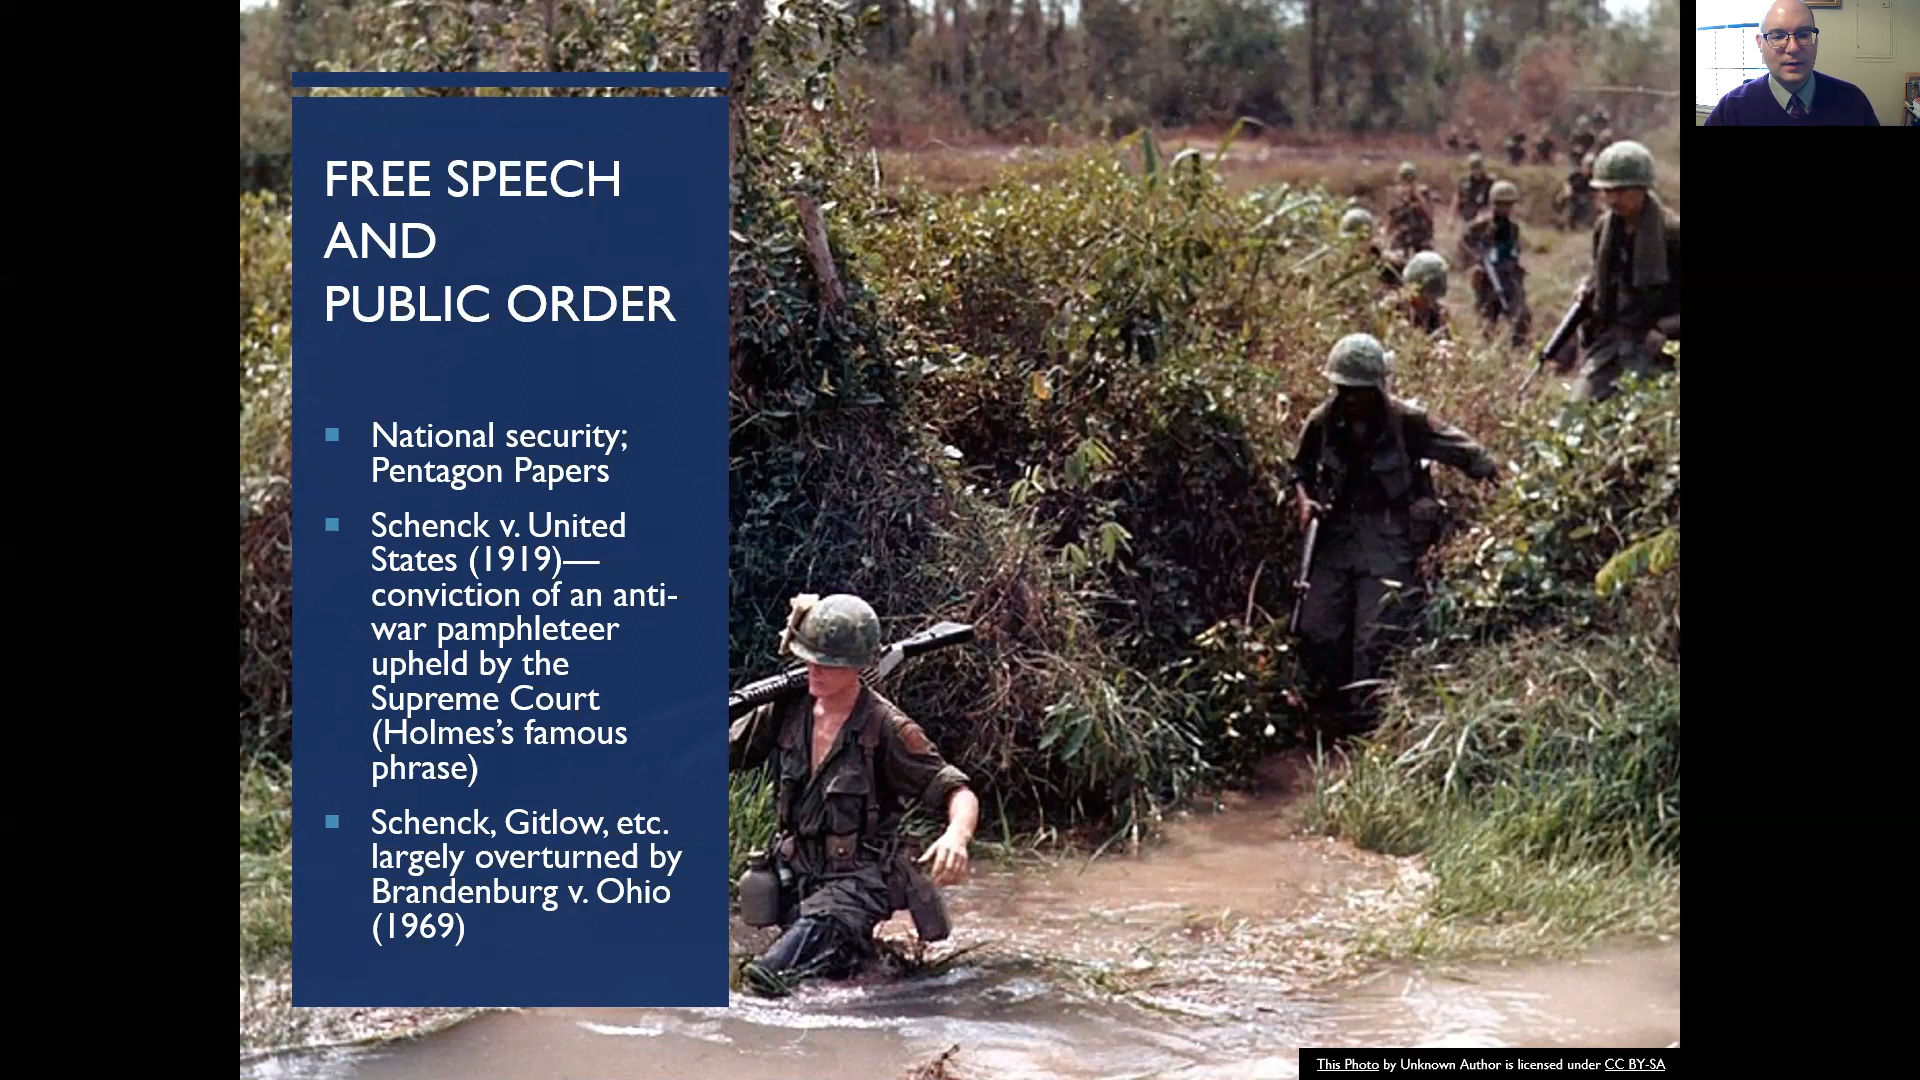 FREE SPEECH
AND
PUBLIC ORDER
National security;
Pentagon Papers
Schenck v. United
States (1919)—
conviction of an anti-
war pamphleteer
upheld by the
Supreme Court
(Holmes’s famous
phrase)
Schenck, Gitlow, etc.
largely overturned by
Brandenburg v. Ohio
(1969)
This Photo by Unknown Author is licensed under CC BY-SA